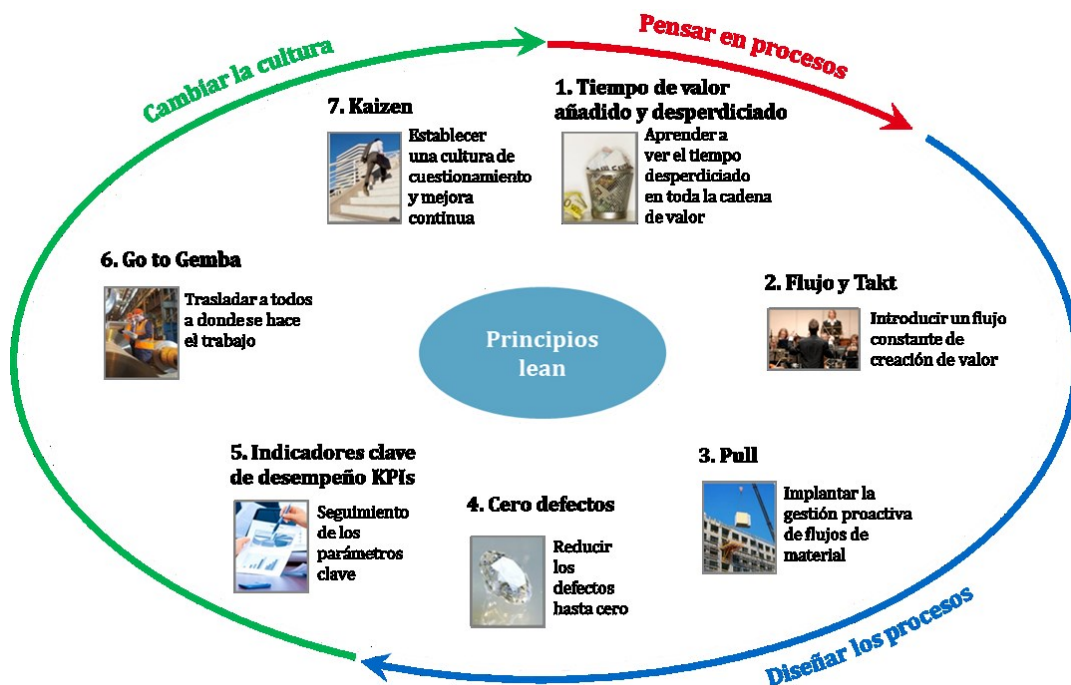 Cambiar la cultura
Pensar en procesos
7. Kaizen
Establecer
una cultura de
cuestionamiento
y mejora
continua
1. Tiempo de valor
añadido y desperdiciado
Aprender a
ver el tiempo
desperdiciado
en toda la cadena
de valor
6. Go to Gemba
Trasladar a todos
a donde se hace
el trabajo
2. Flujo y Takt
Introducir un flujo
constante de
creación de valor
Principios
lean
5. Indicadores clave
de desempeño KPIs
Seguimiento
de los
parámetros
clave
4. Cero defectos
Reducir
los
defectos
hasta cero
3. Pull
Implantar la
gestión proactiva
de flujos de
material
Diseñar los procesos